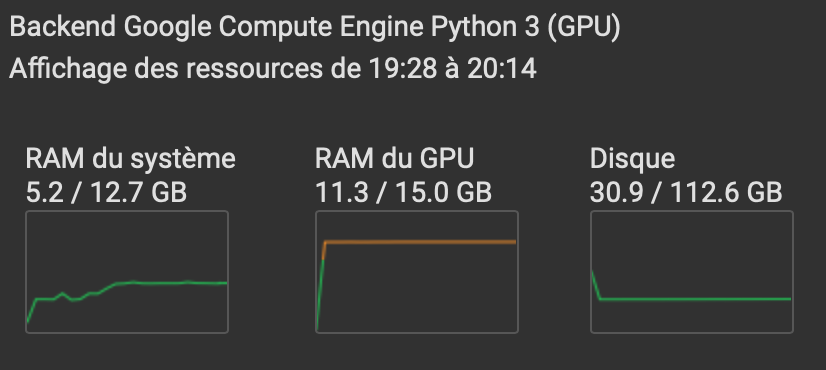 Backend Google Compute Engine Python 3 (GPU)
Affichage des ressources de 19:28 à 20:14
RAM du système
5.2 / 12.7 GB
RAM du GPU
11.3 / 15.0 GB
Disque
30.9 / 112.6 GB